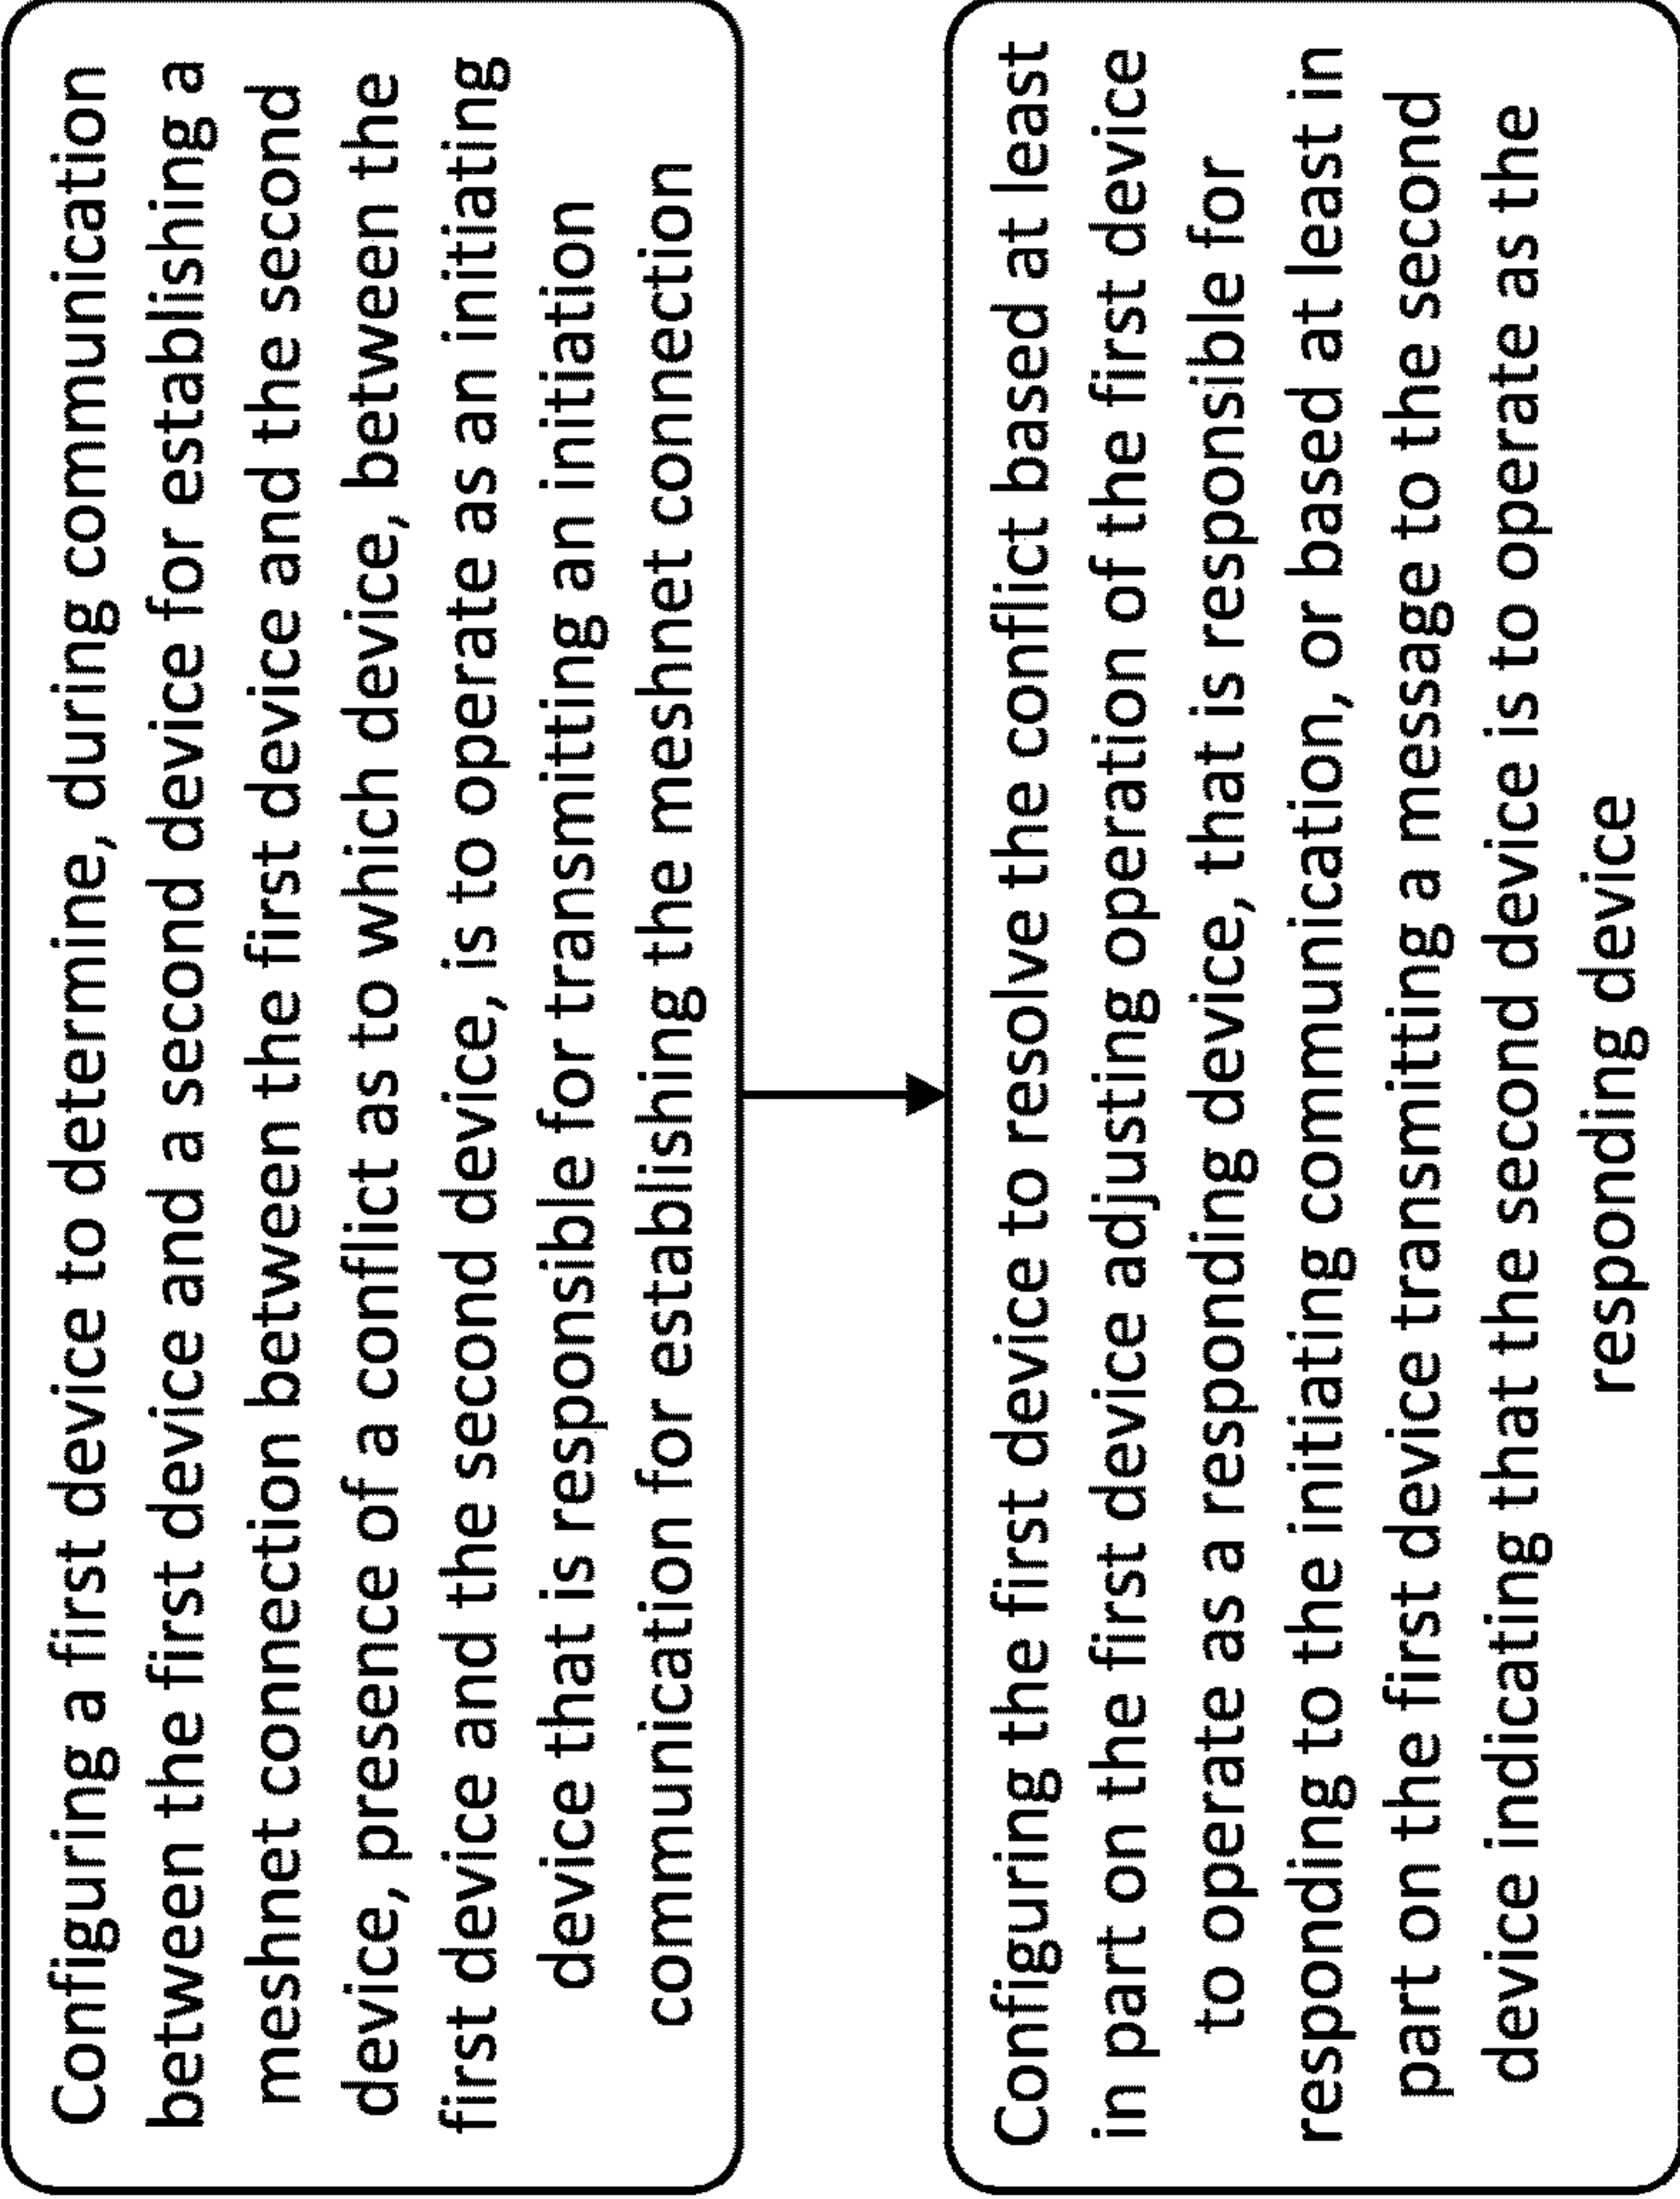 Configuring a first device to determine, during communication
between the first device and a second device for establishing a
meshnet connection between the first device and the second
device, presence of a conflict as to which device, between the
first device and the second device, is to operate as an initiating
device that is responsible for transmitting an initiation
communication for establishing the meshnet connection
Configuring the first device to resolve the conflict based at least
in part on the first device adjusting operation of the first device
to operate as a responding device, that is responsible for
responding to the initiating communication, or based at least in
part on the first device transmitting a message to the second
device indicating that the second device is to operate as the
responding device